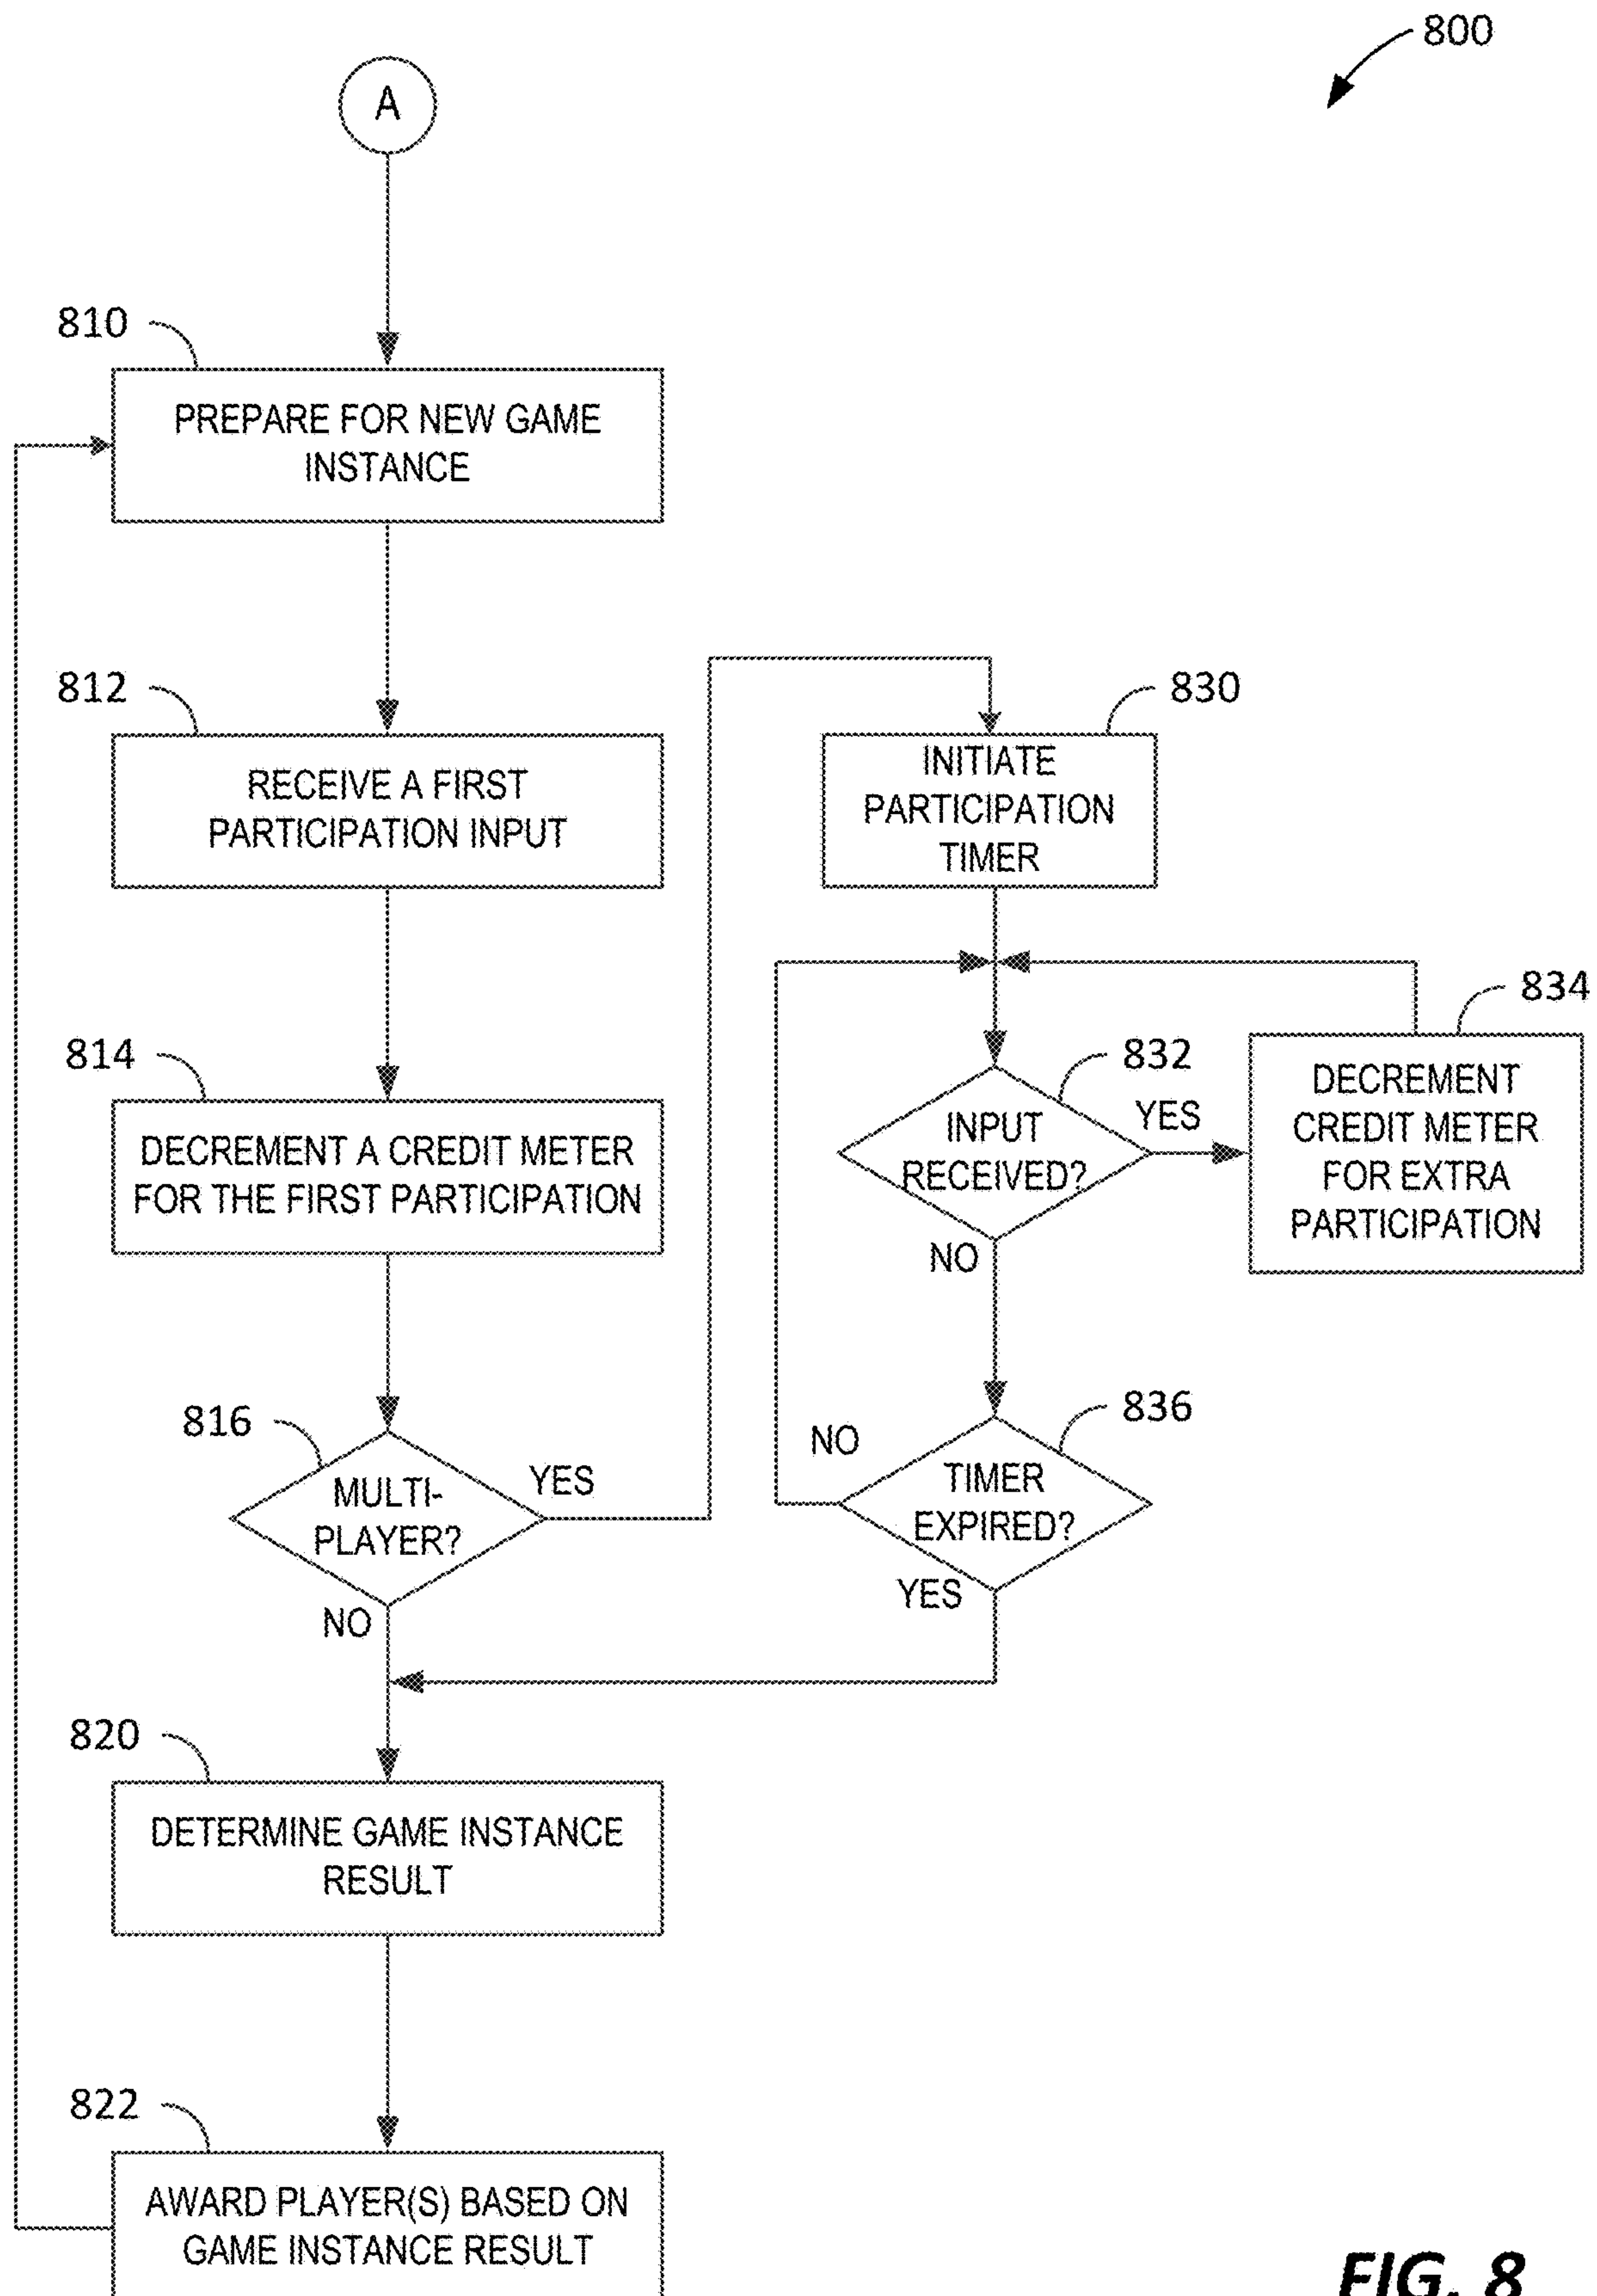 800
A
810
PREPARE FOR NEW GAME
INSTANCE
812
RECEIVE A FIRST
PARTICIPATION INPUT
814
DECREMENT A CREDIT METER
FOR THE FIRST PARTICIPATION
816
MULTI-
PLAYER?
YES
NO
830
INITIATE
PARTICIPATION
TIMER
832
INPUT
RECEIVED?
YES
NO
834
DECREMENT
CREDIT METER
FOR EXTRA
PARTICIPATION
836
TIMER
EXPIRED?
NO
YES
820
DETERMINE GAME INSTANCE
RESULT
822
AWARD PLAYER(S) BASED ON
GAME INSTANCE RESULT
FIG. 8